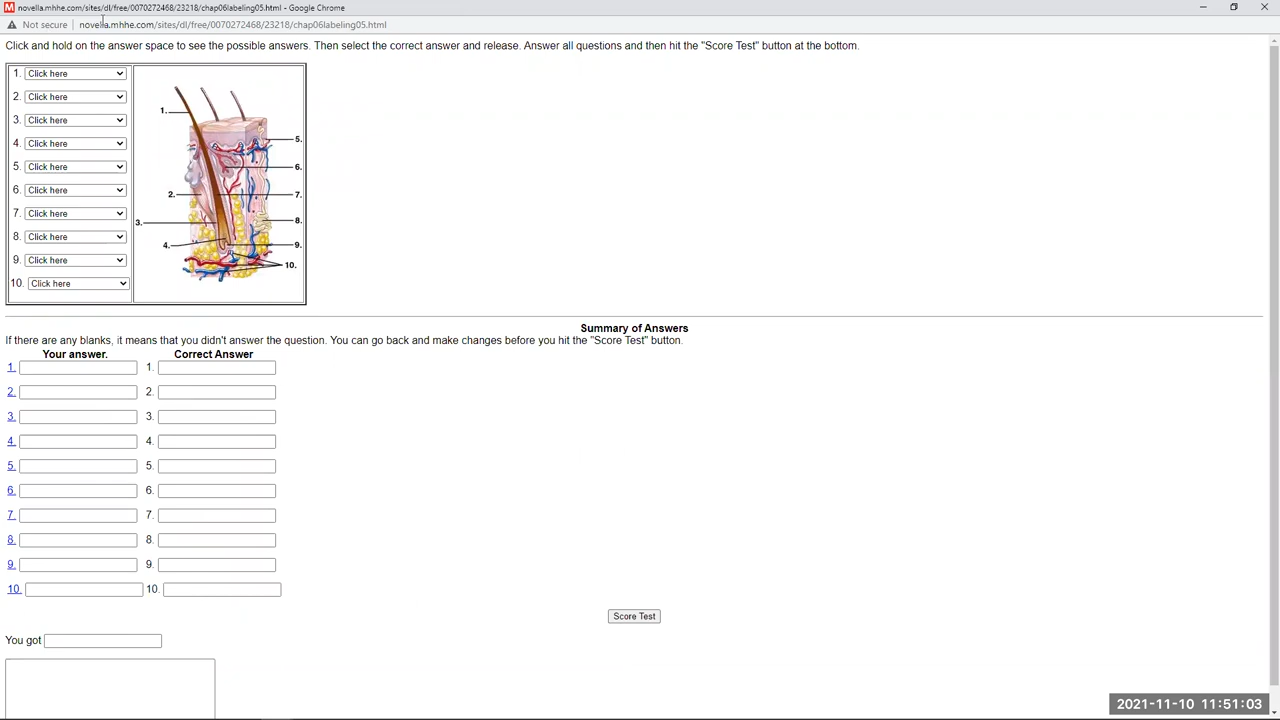 novella.mhhe.com/sites/dl/free/0070272468/23218/chap06labeling05.html - Google Chrome
Not secure | novella.mhhe.com/sites/dl/free/0070272468/23218/chap06labeling05.html
Click and hold on the answer space to see the possible answers. Then select the correct answer and release. Answer all questions and then hit the "Score Test" button at the bottom.
1. Click here
2. Click here
3. Click here
4. Click here
5. Click here
6. Click here
7. Click here
8. Click here
9. Click here
10. Click here
1.
5.
6.
2.
7.
3.
8.
4.
9.
10.
Summary of Answers
If there are any blanks, it means that you didn't answer the question. You can go back and make changes before you hit the "Score Test" button.
Your answer. Correct Answer
1. 1.
2. 2.
3. 3.
4. 4.
5. 5.
6. 6.
7. 7.
8. 8.
9. 9.
10. 10.
Score Test
You got
2021-11-10 11:51:03